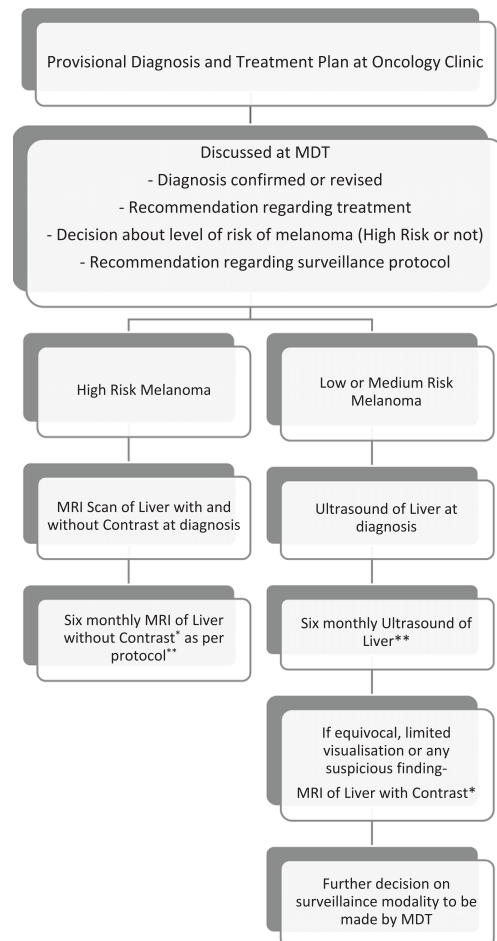 Provisional Diagnosis and Treatment Plan at Oncology Clinic
Discussed at MDT
- Diagnosis confirmed or revised
- Recommendation regarding treatment
- Decision about level of risk of melanoma (High Risk or not)
- Recommendation regarding surveillance protocol
High Risk Melanoma
MRI Scan of Liver with and
without Contrast at diagnosis
Six monthly MRI of Liver
without Contrast* as per
protocol**
Low or Medium Risk
Melanoma
Ultrasound of Liver at
diagnosis
Six monthly Ultrasound of
Liver**
If equivocal, limited
visualisation or any
suspicious finding-
MRI of Liver with Contrast*
Further decision on
surveillaince modality to be
made by MDT